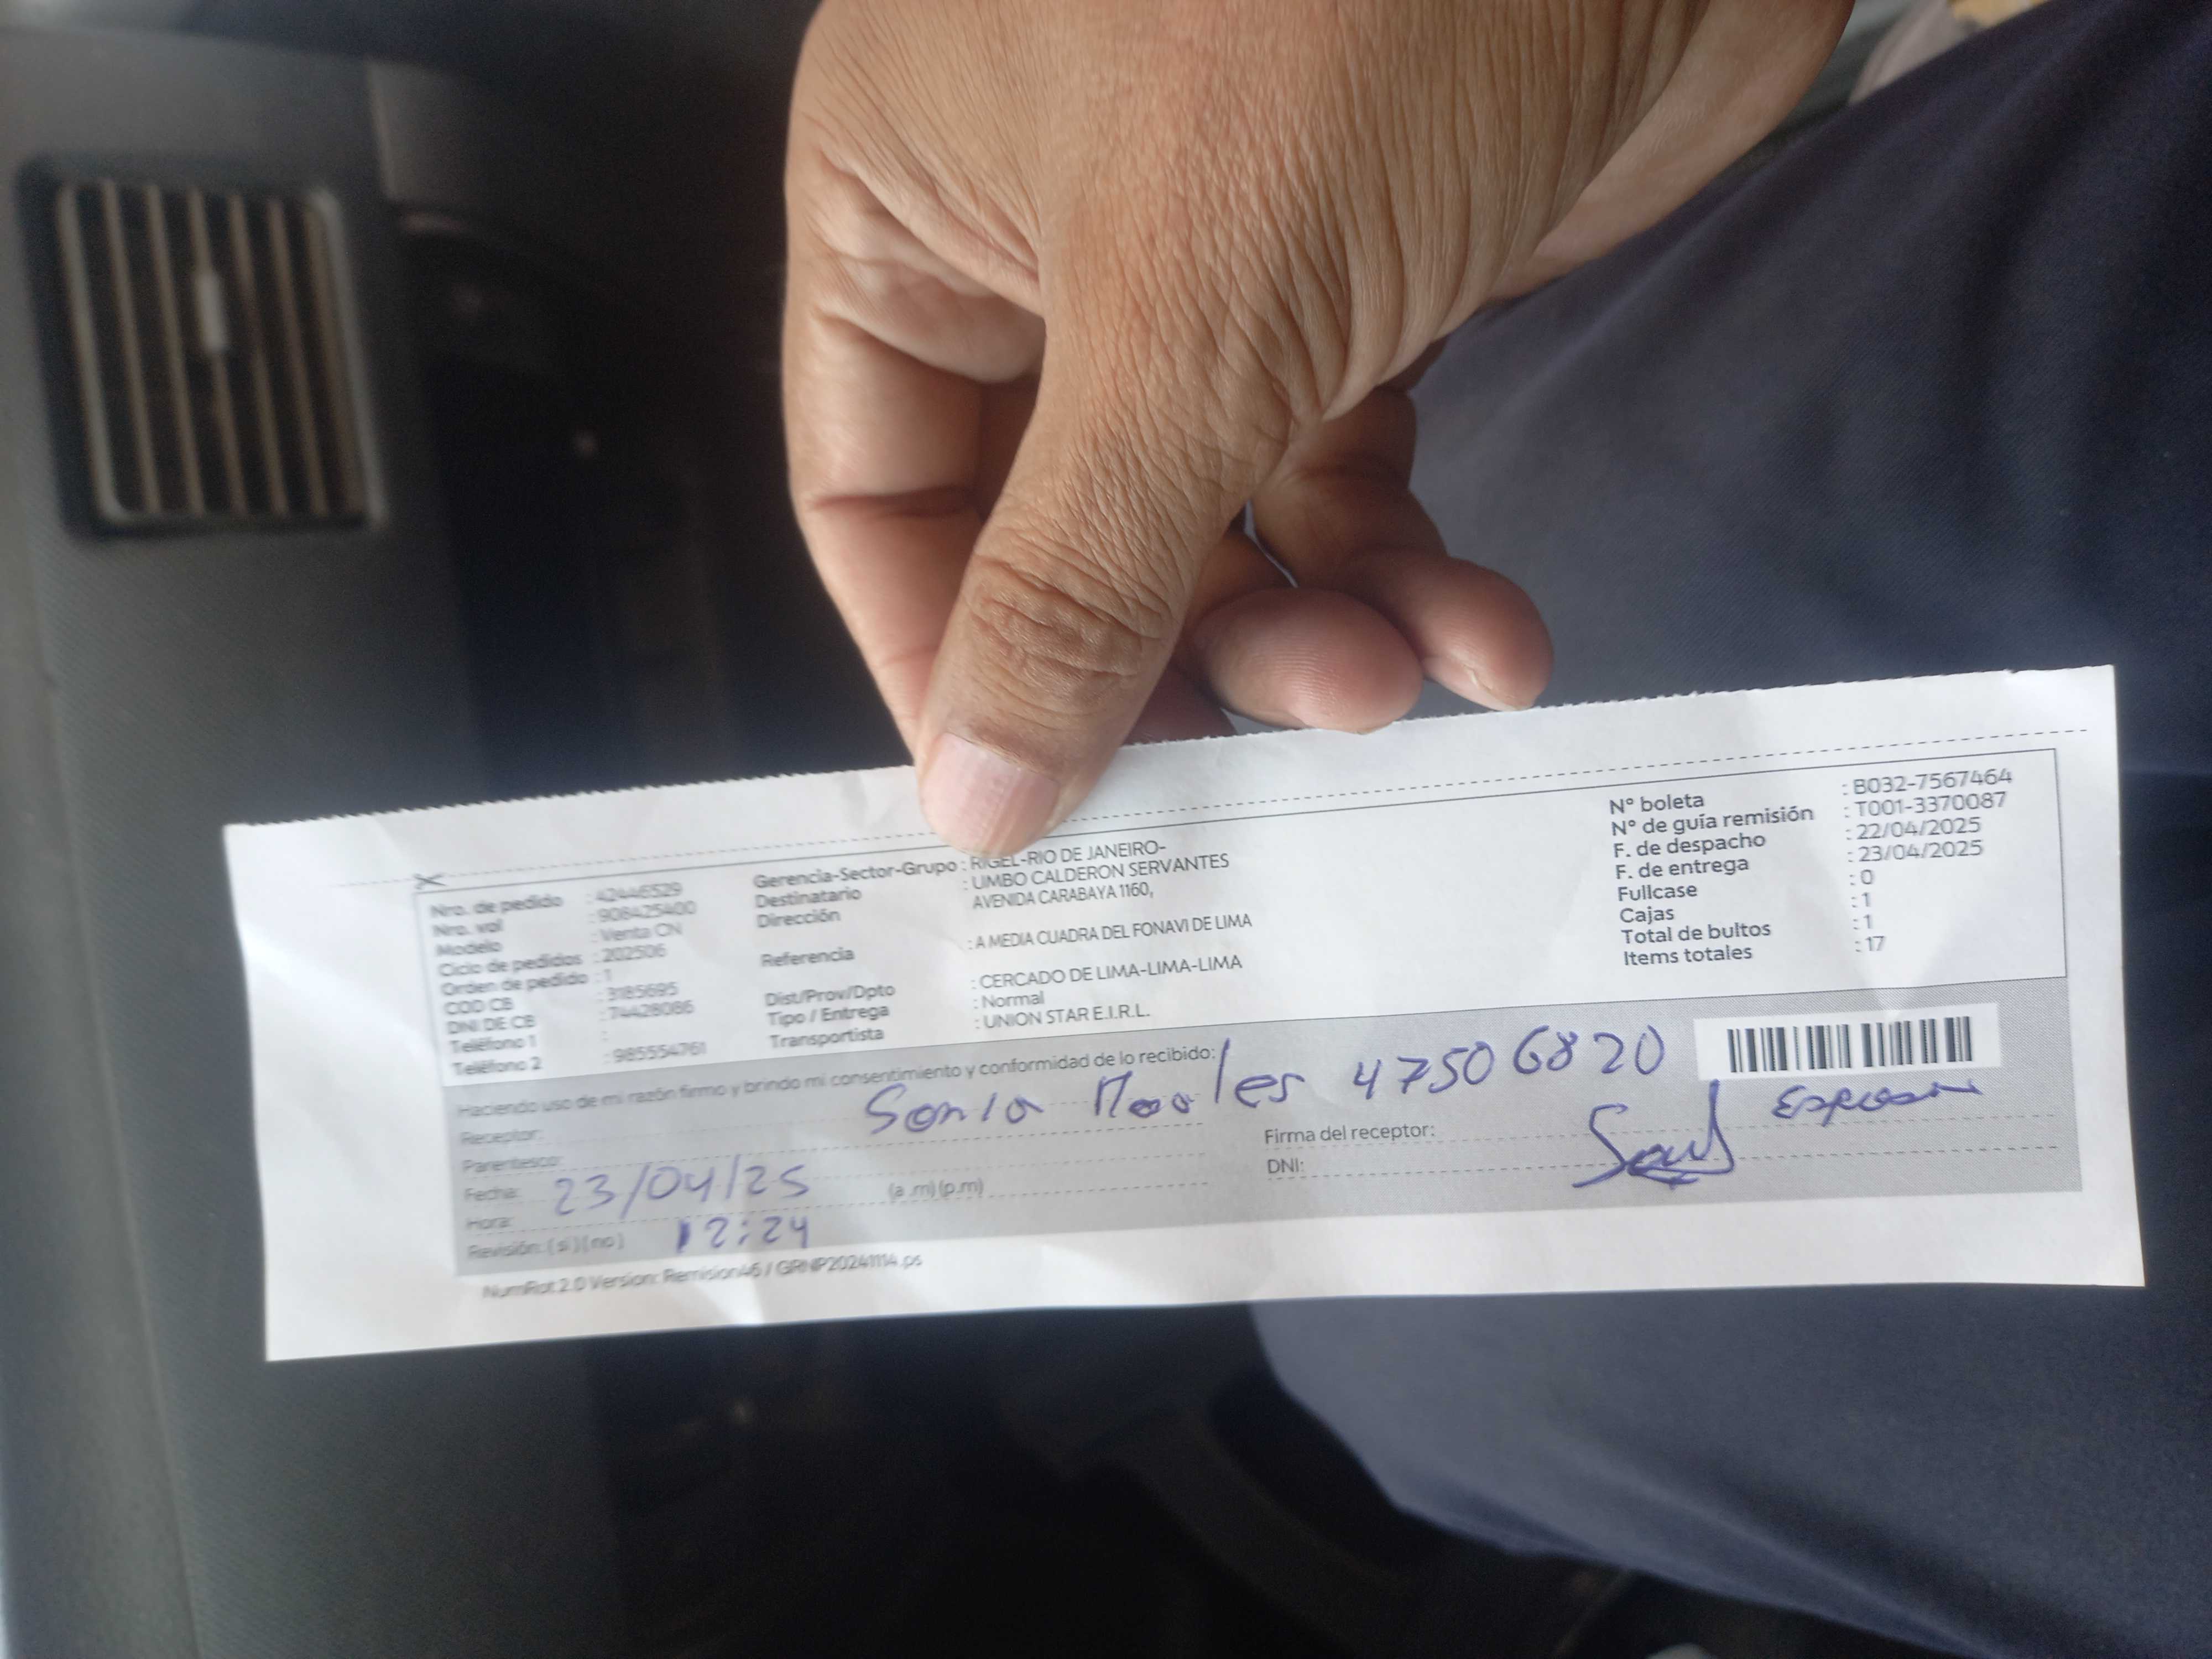 Nro. de pedido : 42446529
Nro. vol : 908425400
Modelo : Venta CN
Ciclo de pedidos : 202506
Orden de pedido : 1
COD CB : 3185695
DNI DE CB : 74428086
Teléfono 1 :
Teléfono 2 : 985554761
Gerencia-Sector-Grupo : RIGEL-RIO DE JANEIRO-
Destinatario : UMBO CALDERON SERVANTES
Dirección AVENIDA CARABAYA 1160,
Referencia : A MEDIA CUADRA DEL FONAVI DE LIMA
Dist/Prov/Dpto : CERCADO DE LIMA-LIMA-LIMA
Tipo / Entrega : Normal
Transportista : UNION STAR E.I.R.L.
N° boleta : B032-7567464
N° de guía remisión : T001-3370087
F. de despacho : 22/04/2025
F. de entrega : 23/04/2025
Fullcase : 0
Cajas : 1
Total de bultos : 1
Items totales : 17
Haciendo uso de mi razón firmo y brindo mi consentimiento y conformidad de lo recibido:
Receptor: Sonia 47506820
Parentesco:
Fecha: 23/04/25
Hora: (a .m) (p.m)
12:24
Revisión: ( si ) ( no )
Firma del receptor:
DNI:
NumRot 2.0 Version: Remision46 / GRNP20241114.ps